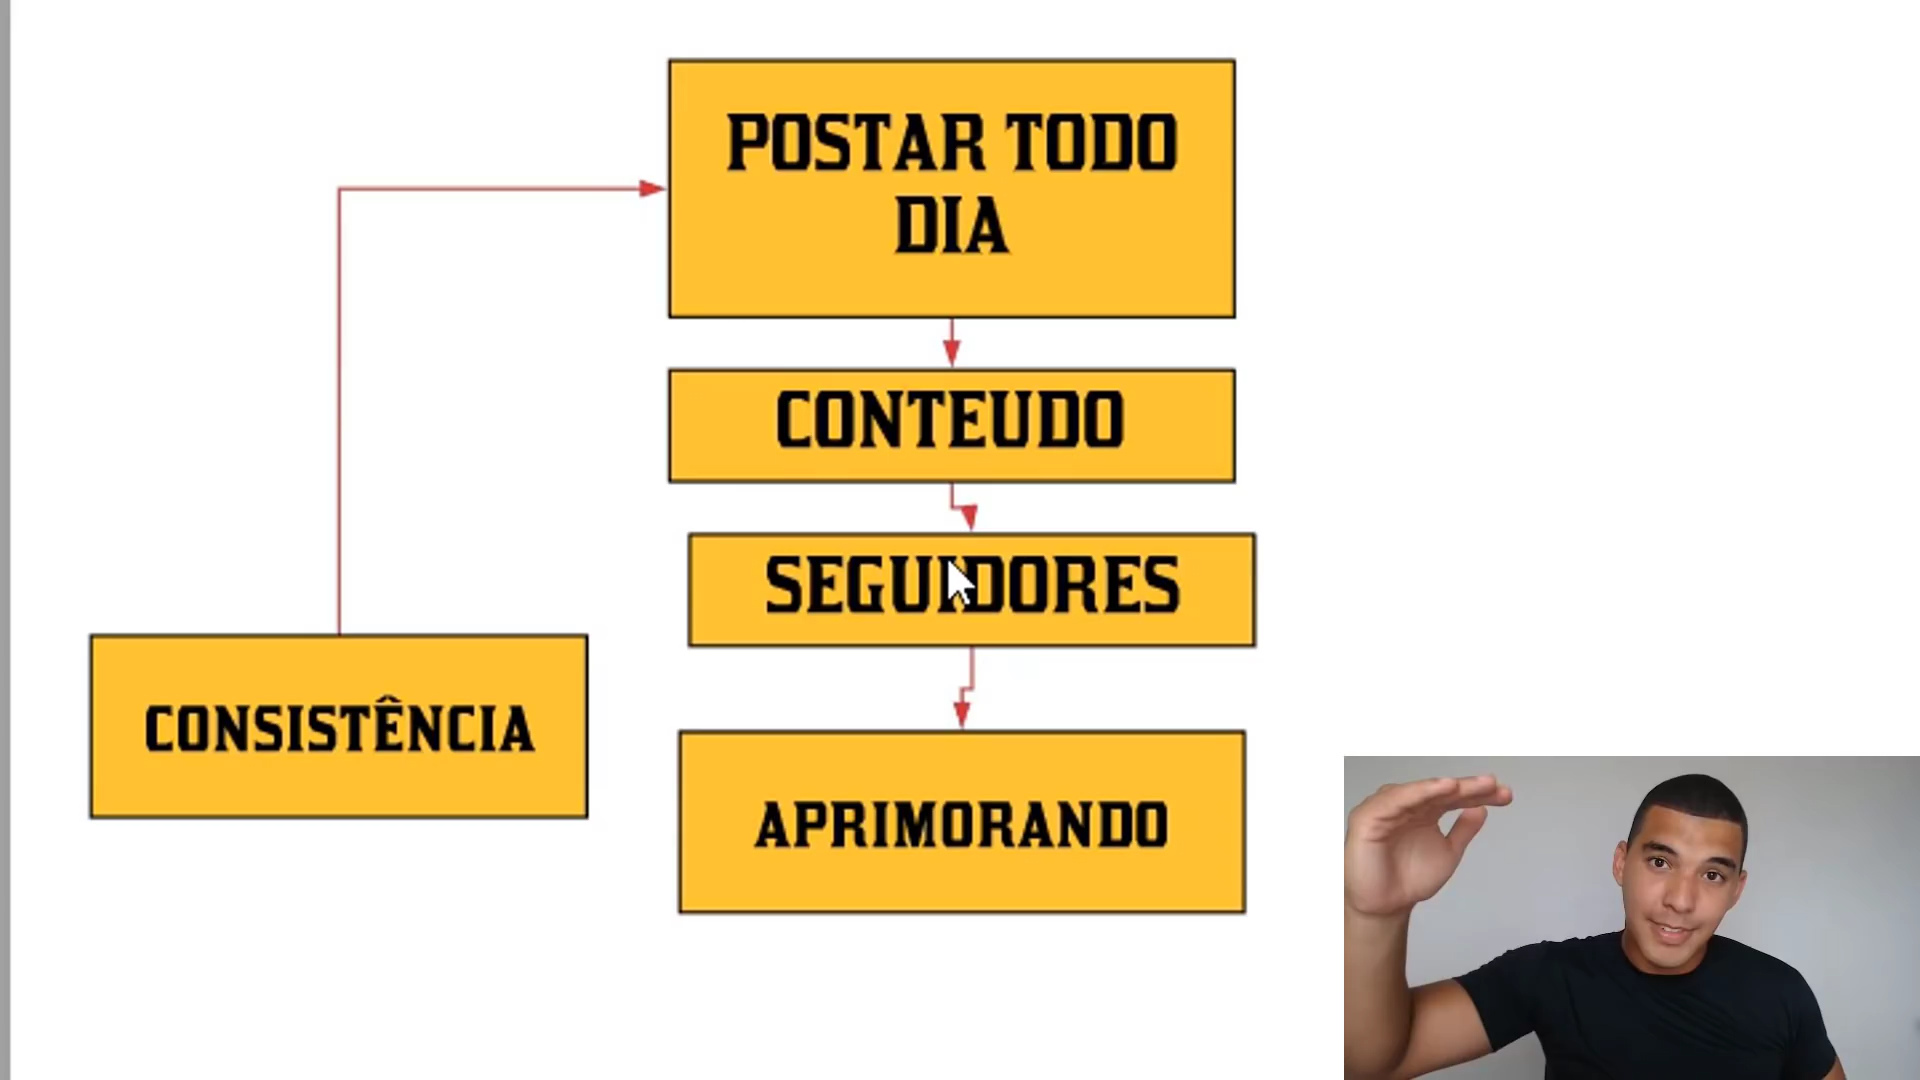 POSTAR TODO
DIA
CONTEUDO
SEGUIDORES
CONSISTÊNCIA
APRIMORANDO